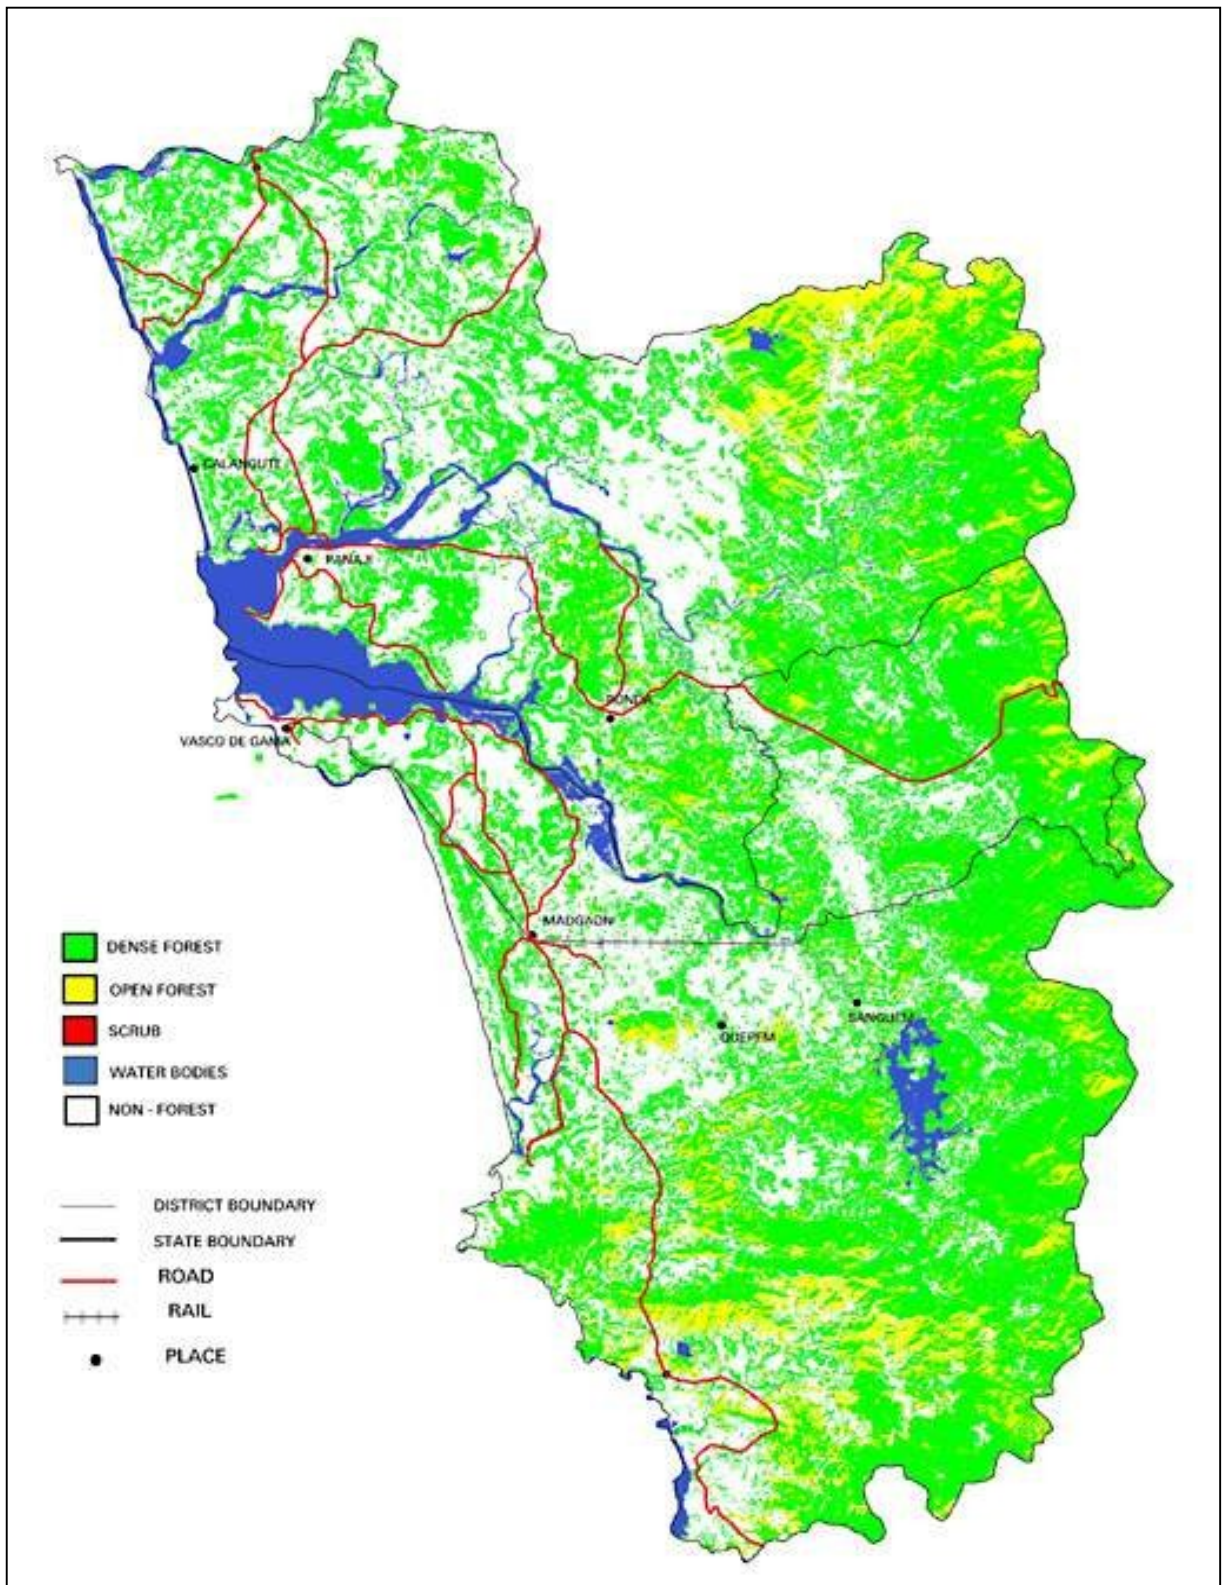 CALANGUTE
PANAJI
PONDA
VASCO DE GAMA
MADGAON
SANGUEM
QUEPEM
DENSE FOREST
OPEN FOREST
SCRUB
WATER BODIES
NON - FOREST
DISTRICT BOUNDARY
STATE BOUNDARY
ROAD
RAIL
PLACE